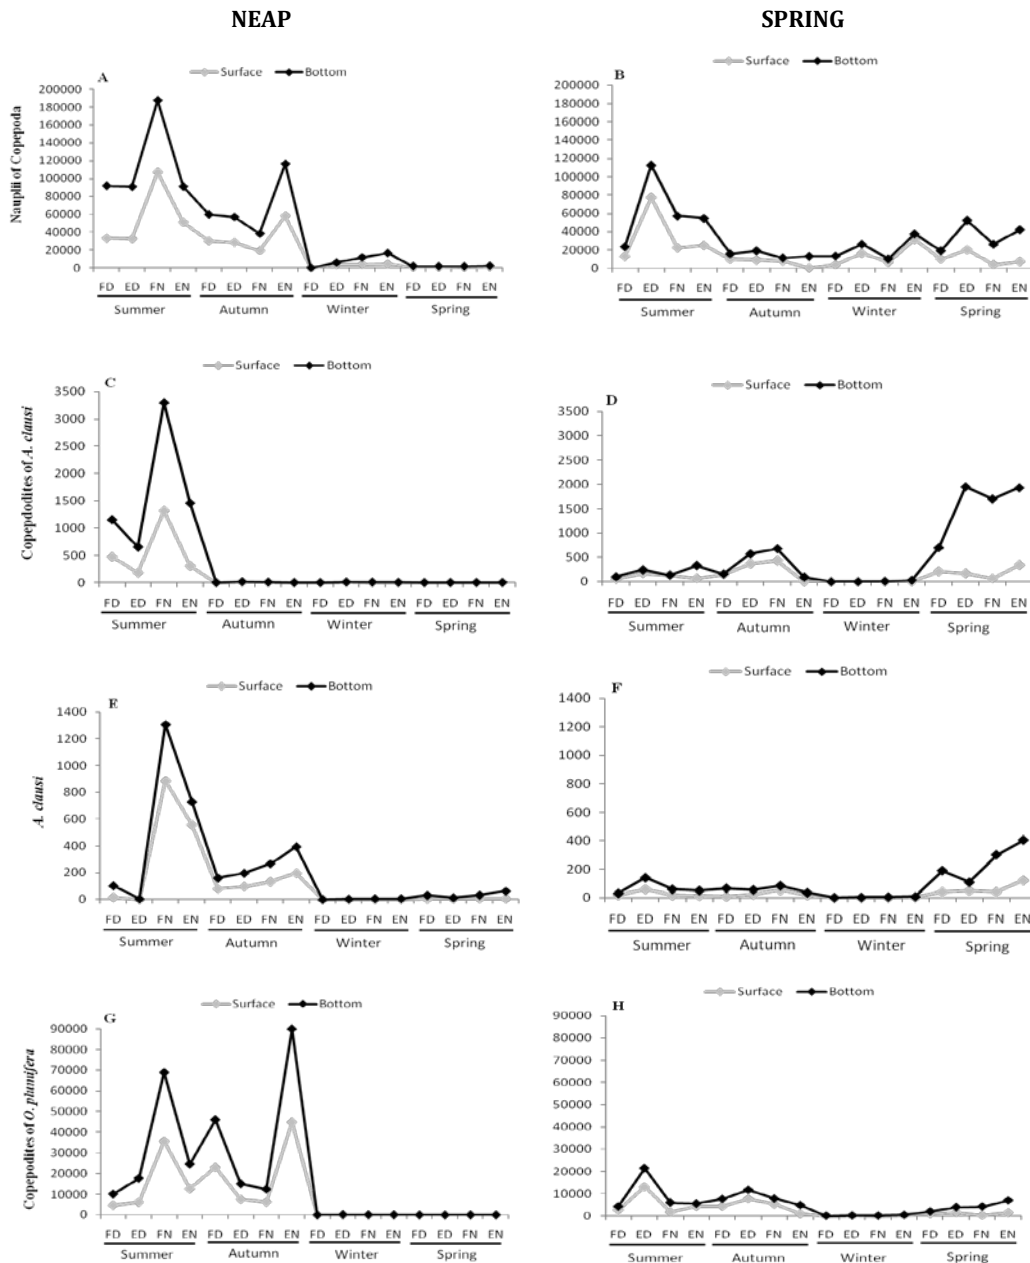 NEAP
SPRING
A
Surface
Bottom
Nauplii of Copepoda
200000
180000
160000
140000
120000
100000
80000
60000
40000
20000
0
FD ED FN EN FD ED FN EN FD ED FN EN FD ED FN EN
Summer Autumn Winter Spring
B
Surface
Bottom
200000
180000
160000
140000
120000
100000
80000
60000
40000
20000
0
FD ED FN EN FD ED FN EN FD ED FN EN FD ED FN EN
Summer Autumn Winter Spring
C
Surface
Bottom
Copepdodites of A. clausi
3500
3000
2500
2000
1500
1000
500
0
FD ED FN EN FD ED FN EN FD ED FN EN FD ED FN EN
Summer Autumn Winter Spring
D
Surface
Bottom
3500
3000
2500
2000
1500
1000
500
0
FD ED FN EN FD ED FN EN FD ED FN EN FD ED FN EN
Summer Autumn Winter Spring
E
Surface
Bottom
A. clausi
1400
1200
1000
800
600
400
200
0
FD ED FN EN FD ED FN EN FD ED FN EN FD ED FN EN
Summer Autumn Winter Spring
F
Surface
Bottom
1400
1200
1000
800
600
400
200
0
FD ED FN EN FD ED FN EN FD ED FN EN FD ED FN EN
Summer Autumn Winter Spring
G
Surface
Bottom
Copepodites of O. plumifera
90000
80000
70000
60000
50000
40000
30000
20000
10000
0
FD ED FN EN FD ED FN EN FD ED FN EN FD ED FN EN
Summer Autumn Winter Spring
H
Surface
Bottom
90000
80000
70000
60000
50000
40000
30000
20000
10000
0
FD ED FN EN FD ED FN EN FD ED FN EN FD ED FN EN
Summer Autumn Winter Spring